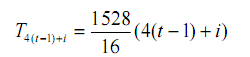 T_{4(t-1)+i} = \frac{1528}{16}(4(t-1)+i)